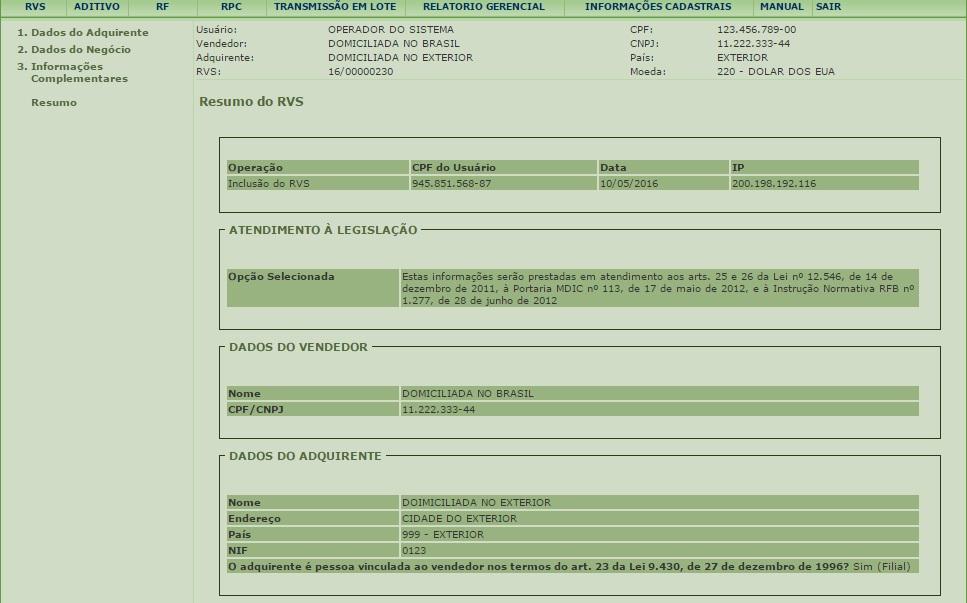 RVS ADITIVO RF RPC TRANSMISSÃO EM LOTE RELATORIO GERENCIAL INFORMAÇÕES CADASTRAIS MANUAL SAIR
1. Dados do Adquirente
2. Dados do Negócio
3. Informações
Complementares
Resumo
Usuário: OPERADOR DO SISTEMA CPF: 123.456.789-00
Vendedor: DOMICILIADA NO BRASIL CNPJ: 11.222.333-44
Adquirente: DOMICILIADA NO EXTERIOR País: EXTERIOR
RVS: 16/00000230 Moeda: 220 - DOLAR DOS EUA
Resumo do RVS
Operação CPF do Usuário Data IP
Inclusão do RVS 945.851.568-87 10/05/2016 200.198.192.116
ATENDIMENTO À LEGISLAÇÃO
Opção Selecionada Estas informações serão prestadas em atendimento aos arts. 25 e 26 da Lei nº 12.546, de 14 de
dezembro de 2011, à Portaria MDIC nº 113, de 17 de maio de 2012, e à Instrução Normativa RFB nº
1.277, de 28 de junho de 2012
DADOS DO VENDEDOR
Nome DOMICILIADA NO BRASIL
CPF/CNPJ 11.222.333-44
DADOS DO ADQUIRENTE
Nome DOIMICILIADA NO EXTERIOR
Endereço CIDADE DO EXTERIOR
País 999 - EXTERIOR
NIF 0123
O adquirente é pessoa vinculada ao vendedor nos termos do art. 23 da Lei 9.430, de 27 de dezembro de 1996? Sim (Filial)